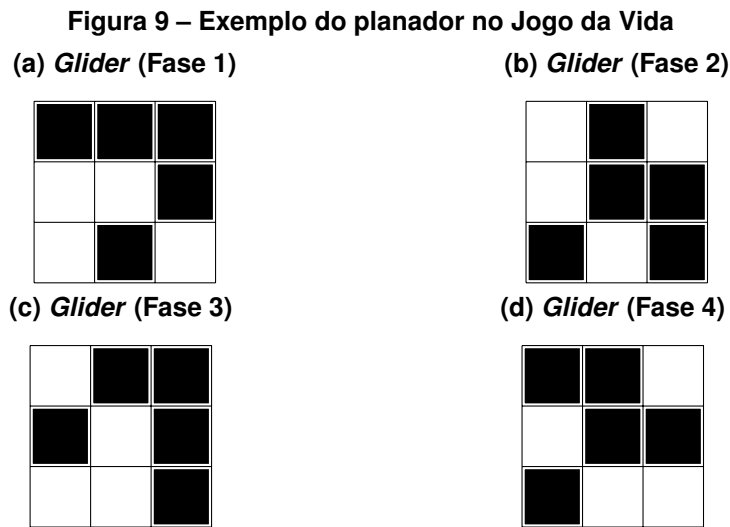 Figura 9 – Exemplo do planador no Jogo da Vida
(a) Glider (Fase 1)
(b) Glider (Fase 2)
(c) Glider (Fase 3)
(d) Glider (Fase 4)